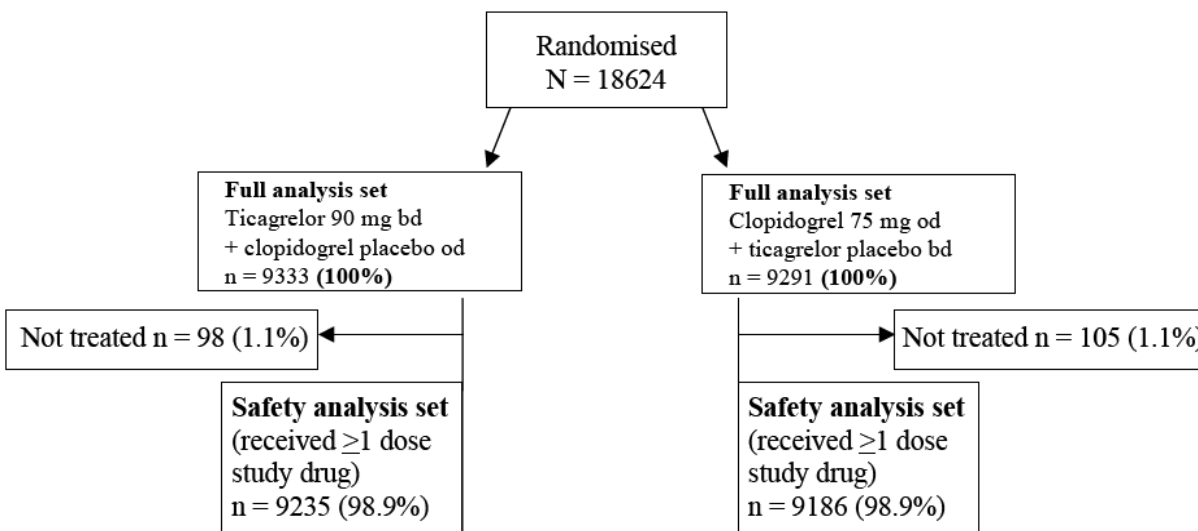 Randomised
N = 18624
Full analysis set
Ticagrelor 90 mg bd
+ clopidogrel placebo od
n = 9333 (100%)
Full analysis set
Clopidogrel 75 mg od
+ ticagrelor placebo bd
n = 9291 (100%)
Not treated n = 98 (1.1%)
Not treated n = 105 (1.1%)
Safety analysis set
(received ≥1 dose
study drug)
n = 9235 (98.9%)
Safety analysis set
(received ≥1 dose
study drug)
n = 9186 (98.9%)